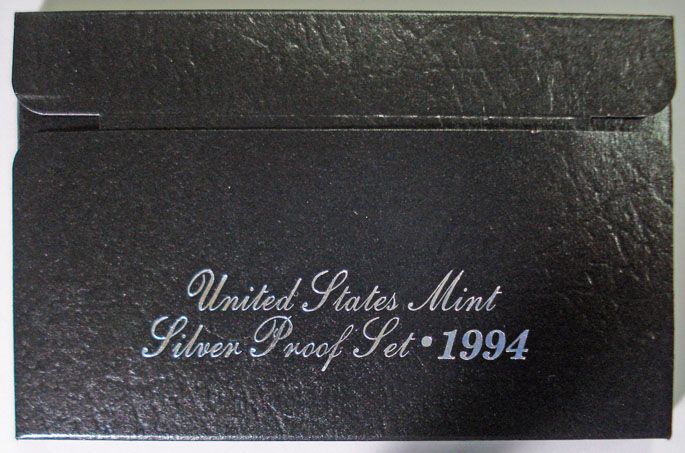 United States Mint
Silver Proof Set • 1994